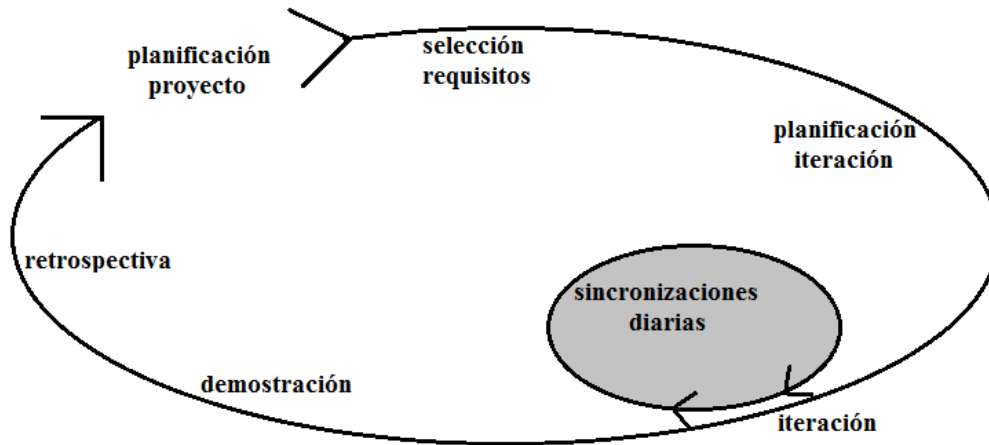 planificación
proyecto
selección
requisitos
planificación
iteración
sincronizaciones
diarias
iteración
demostración
retrospectiva